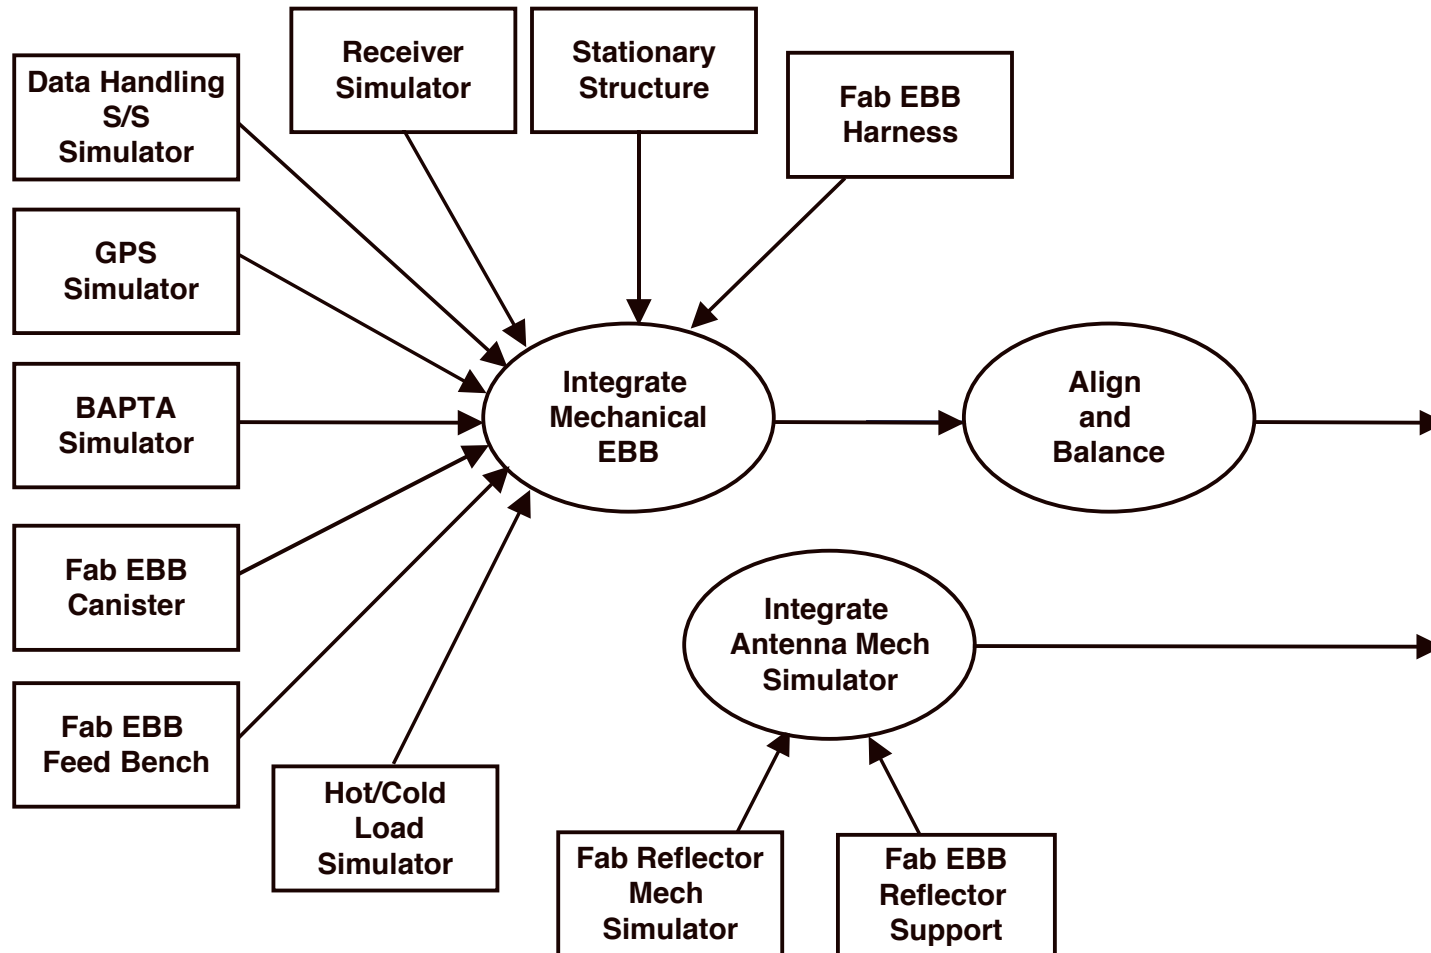 Data Handling
S/S
Simulator
Receiver
Simulator
Stationary
Structure
Fab EBB
Harness
GPS
Simulator
BAPTA
Simulator
Fab EBB
Canister
Fab EBB
Feed Bench
Hot/Cold
Load
Simulator
Integrate
Mechanical
EBB
Align
and
Balance
Integrate
Antenna Mech
Simulator
Fab Reflector
Mech
Simulator
Fab EBB
Reflector
Support